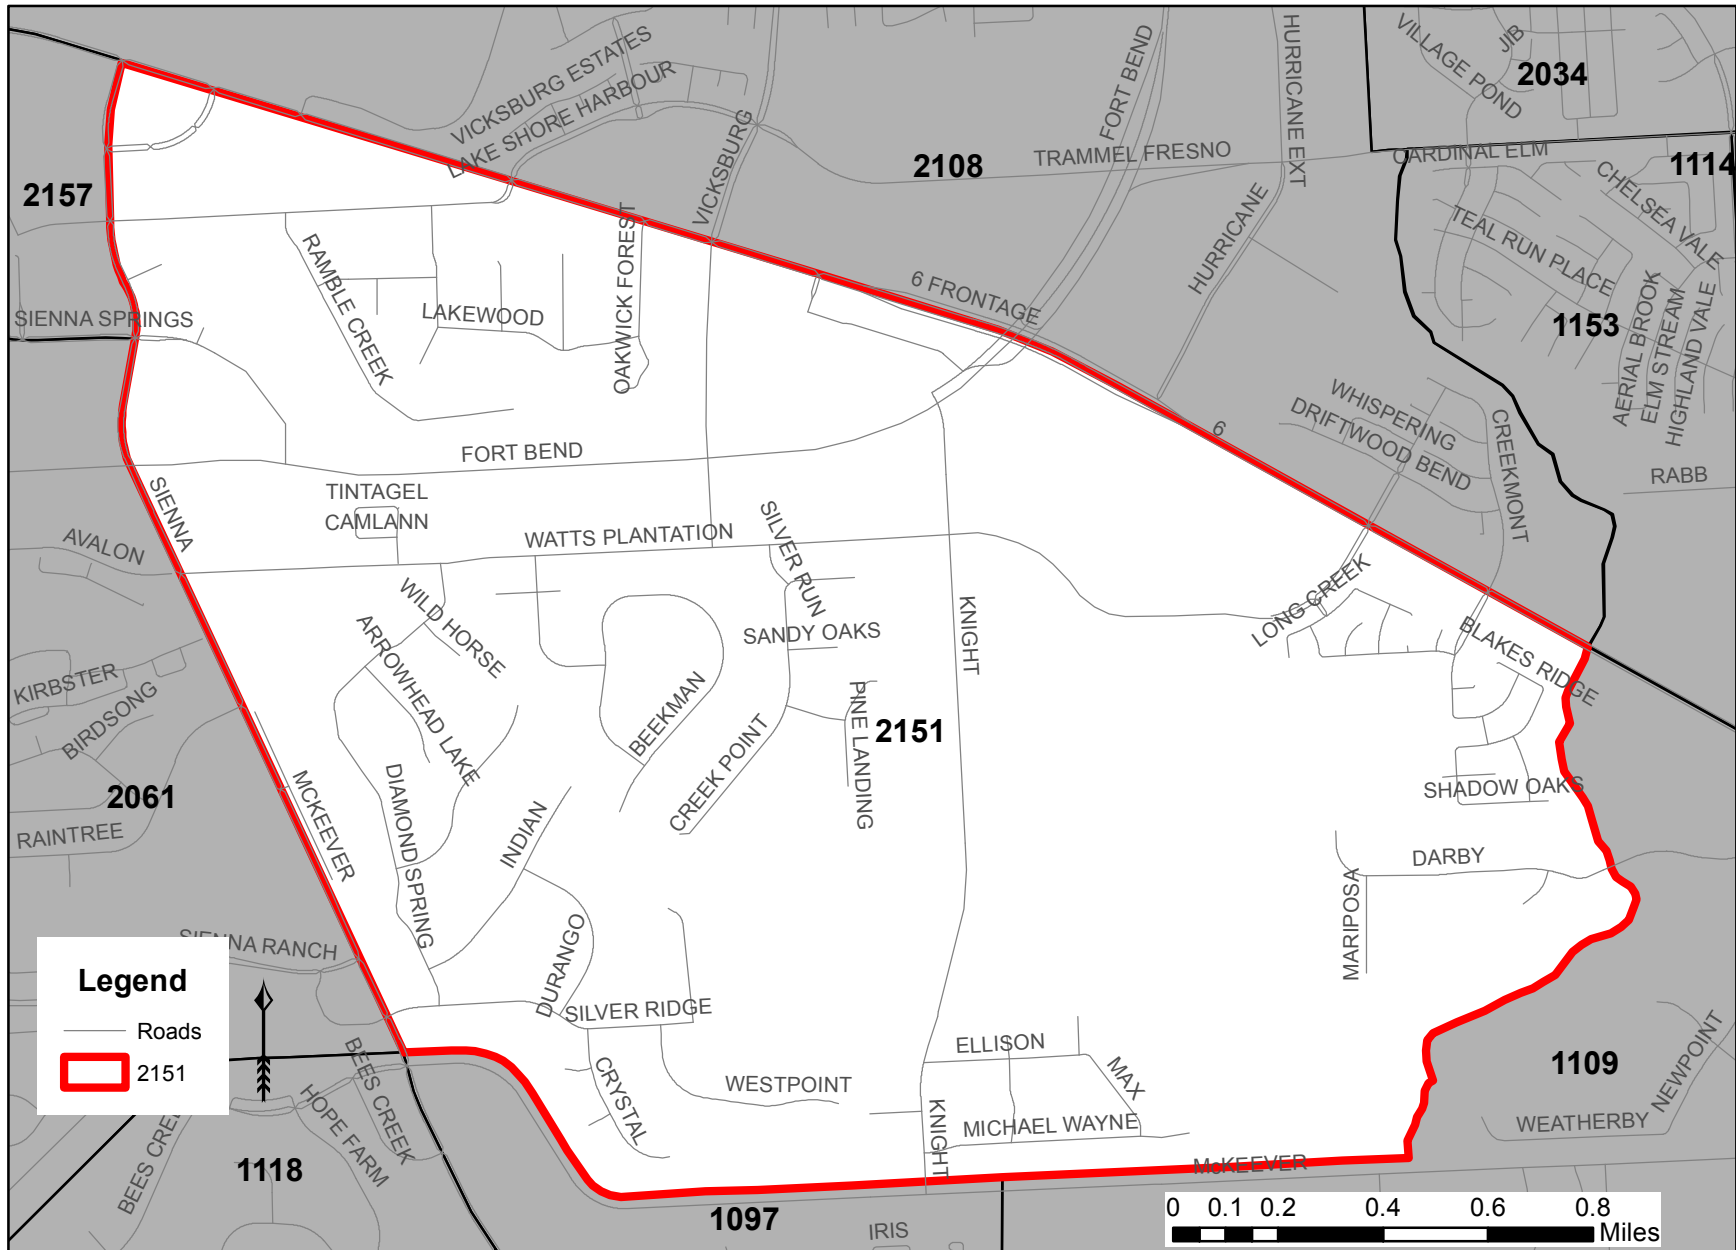 VICKSBURG ESTATES
LAKE SHORE HARBOUR
VICKSBURG
FORT BEND
HURRICANE EXT
VILLAGE POND
JIB
2034
2108
TRAMMEL FRESNO
CARDINAL ELM
1114
2157
CHELSEA VALE
TEAL RUN PLACE
HURRICANE
6 FRONTAGE
RAMBLE CREEK
OAKWICK FOREST
LAKEWOOD
SIENNA SPRINGS
1153
AERIAL BROOK
ELM STREAM
HIGHLAND VALE
WHISPERING
DRIFTWOOD BEND
6
CREEKMONT
RABB
FORT BEND
SIENNA
TINTAGEL
CAMLANN
WATTS PLANTATION
SILVER RUN
AVALON
WILD HORSE
ARROWHEAD LAKE
SANDY OAKS
KNIGHT
LONG CREEK
BLAKES RIDGE
KIRBSTER
BIRDSONG
BEEKMAN
CREEK POINT
PINE LANDING
2151
2061
MCKEEVER
DIAMOND SPRING
INDIAN
SHADOW OAKS
RAINTREE
DARBY
MARIPOSA
SIENNA RANCH
DURANGO
SILVER RIDGE
Legend
Roads
2151
ELLISON
MAX
1109
NEWPOINT
BEES CREEK
HOPE FARM
CRYSTAL
WESTPOINT
KNIGHT
MICHAEL WAYNE
WEATHERBY
BEES CREE
1118
McKEEVER
1097
IRIS
0 0.1 0.2 0.4 0.6 0.8
Miles